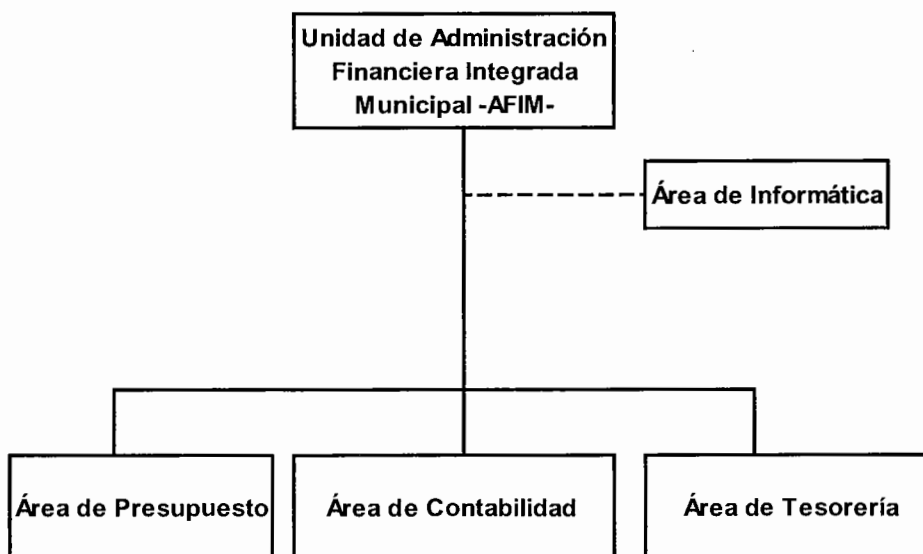 Unidad de Administración
Financiera Integrada
Municipal -AFIM-
Área de Informática
Área de Presupuesto
Área de Contabilidad
Área de Tesorería